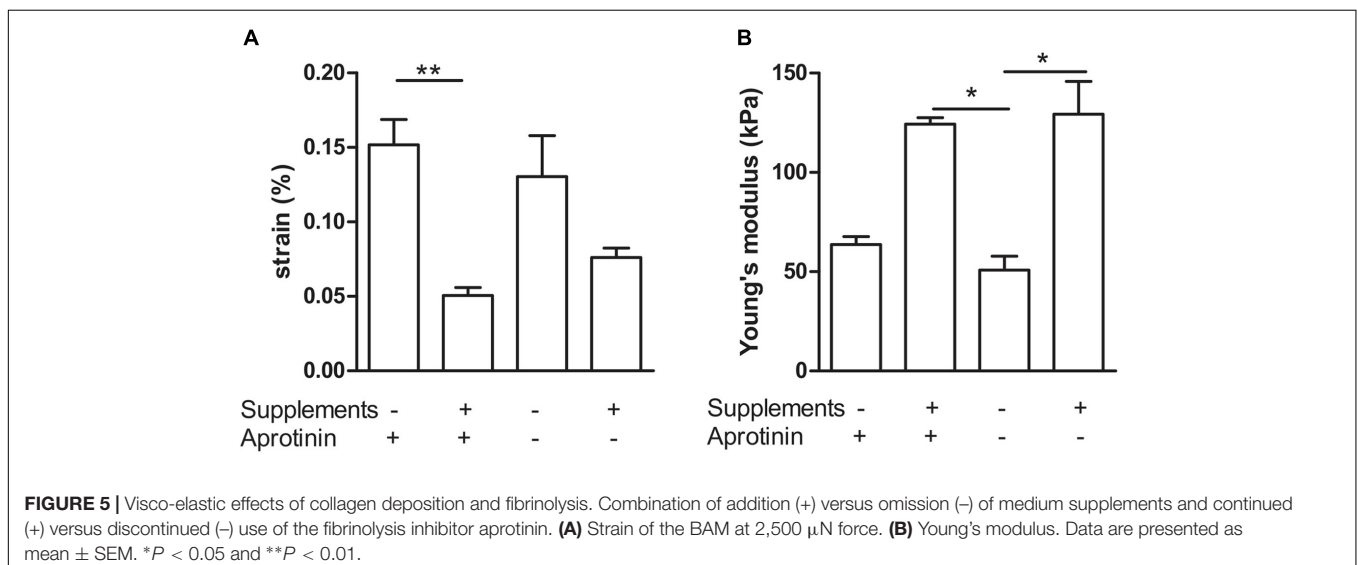 A
**
0.20
0.15
0.10
0.05
0.00
strain (%)
Supplements - + - +
Aprotinin + + - -
B
*
*
150
100
50
0
Young's modulus (kPa)
Supplements - + - +
Aprotinin + + - -
FIGURE 5 | Visco-elastic effects of collagen deposition and fibrinolysis. Combination of addition (+) versus omission (–) of medium supplements and continued
(+) versus discontinued (–) use of the fibrinolysis inhibitor aprotinin. (A) Strain of the BAM at 2,500 μN force. (B) Young's modulus. Data are presented as
mean ± SEM. *P < 0.05 and **P < 0.01.